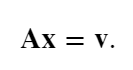 Ax = v.